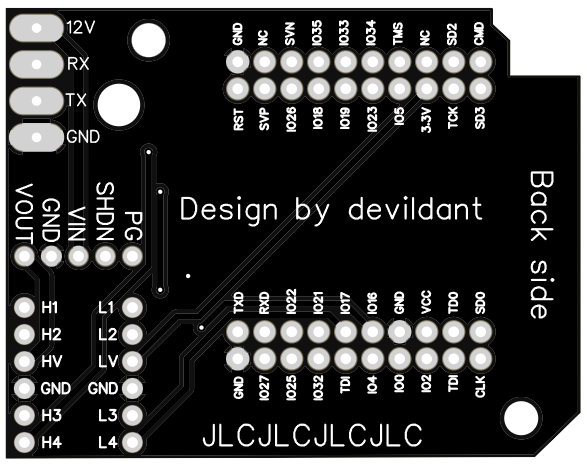 12V
RX
TX
GND
GND NC SVN IO35 IO33 IO34 TMS NC SD2 CMD
RST SVP IO26 IO18 IO19 IO23 IO5 3.3V TCK SD3
VOUT GND VIN SHDN PG
Design by devildant
Back side
H1 L1
H2 L2
HV LV
GND GND
H3 L3
H4 L4
TXD RXD IO22 IO21 IO17 IO16 GND VCC TD0 SD0
GND IO27 IO25 IO32 TDI IO4 IO0 IO2 TDI CLK
JLCJLCJLCJLC